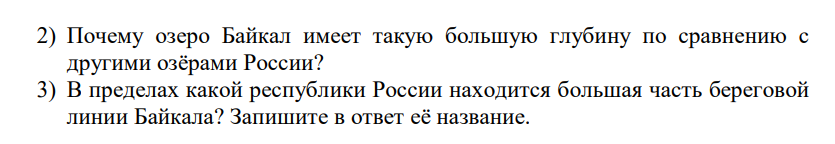 2) Почему озеро Байкал имеет такую большую глубину по сравнению с
другими озёрами России?
3) В пределах какой республики России находится большая часть береговой
линии Байкала? Запишите в ответ её название.